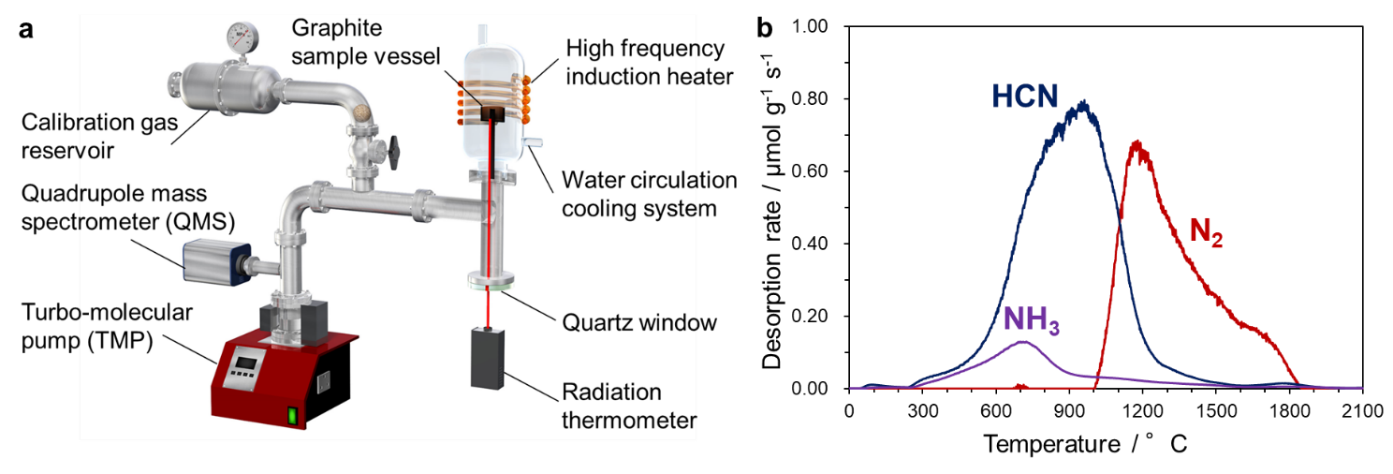 a
Graphite
sample vessel
High frequency
induction heater
Calibration gas
reservoir
Quadrupole mass
spectrometer (QMS)
Water circulation
cooling system
Turbo-molecular
pump (TMP)
Quartz window
Radiation
thermometer
b
Desorption rate / μmol g⁻¹ s⁻¹
1.00
0.80
0.60
0.40
0.20
0.00
HCN
N₂
NH₃
0 300 600 900 1200 1500 1800 2100
Temperature / ° C